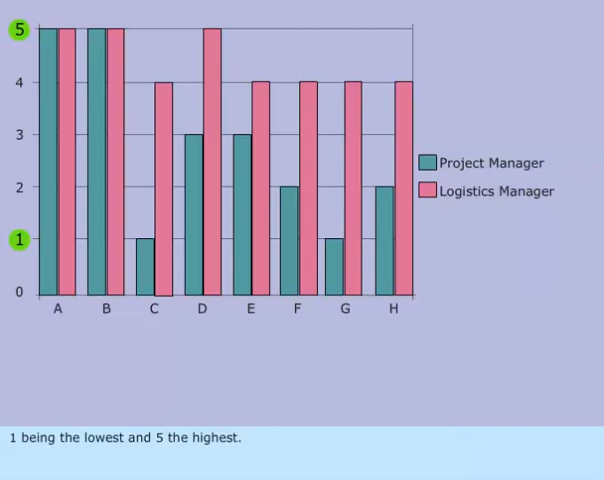 5
4
3
2
1
0
A B C D E F G H
Project Manager
Logistics Manager
1 being the lowest and 5 the highest.